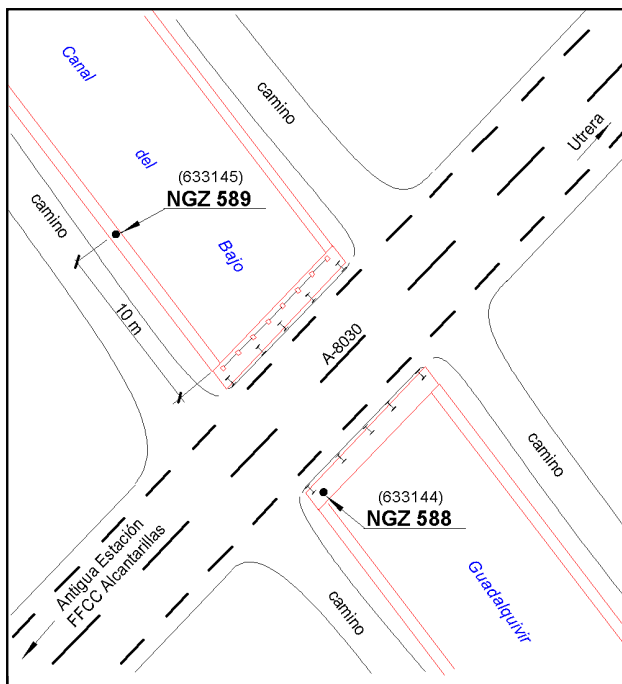 Canal
del
Bajo
Guadalquivir
camino
Utrera
(633145)
NGZ 589
camino
10 m
A-8030
camino
(633144)
NGZ 588
Antigua Estación
FFCC Alcantarillas
camino